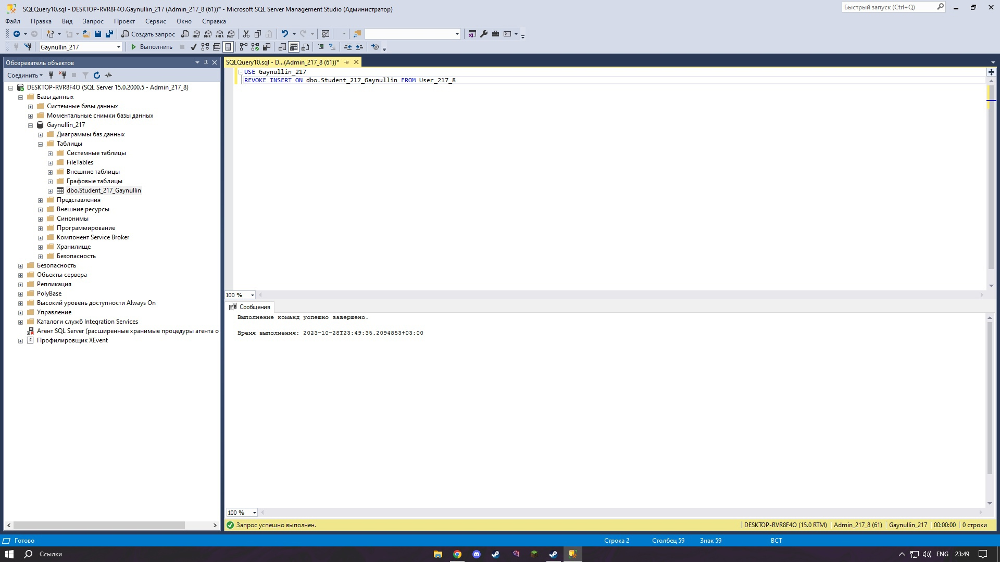 SQLQuery10.sql - DESKTOP-RVR8F4O.Gaynullin_217 (Admin_217_8 (61))* - Microsoft SQL Server Management Studio (Администратор)
Быстрый запуск (Ctrl+Q)
Файл Правка Вид Запрос Проект Сервис Окно Справка
Создать запрос MDX DMX XMLA DAX
Gaynullin_217 Выполнить
Обозреватель объектов
Соединить
DESKTOP-RVR8F4O (SQL Server 15.0.2000.5 - Admin_217_8)
Базы данных
Системные базы данных
Моментальные снимки базы данных
Gaynullin_217
Диаграммы баз данных
Таблицы
Системные таблицы
FileTables
Внешние таблицы
Графовые таблицы
dbo.Student_217_Gaynullin
Представления
Внешние ресурсы
Синонимы
Программирование
Компонент Service Broker
Хранилище
Безопасность
Безопасность
Объекты сервера
Репликация
PolyBase
Высокий уровень доступности Always On
Управление
Каталоги служб Integration Services
Агент SQL Server (расширенные хранимые процедуры агента о
Профилировщик XEvent
SQLQuery10.sql - D...(Admin_217_8 (61))*
USE Gaynullin_217
REVOKE INSERT ON dbo.Student_217_Gaynullin FROM User_217_8
100 %
Сообщения
Выполнение команд успешно завершено.
Время выполнения: 2023-10-28T23:49:35.2094853+03:00
100 %
Запрос успешно выполнен. DESKTOP-RVR8F4O (15.0 RTM) Admin_217_8 (61) Gaynullin_217 00:00:00 0 строки
Готово Строка 2 Столбец 59 Знак 59 ВСТ
Ссылки ENG 23:49